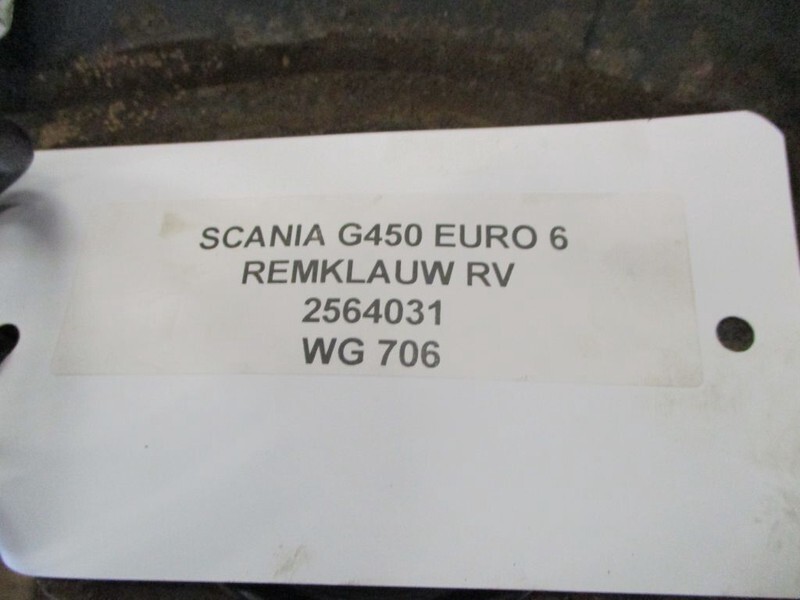 SCANIA G450 EURO 6
REMKLAUW RV
2564031
WG 706